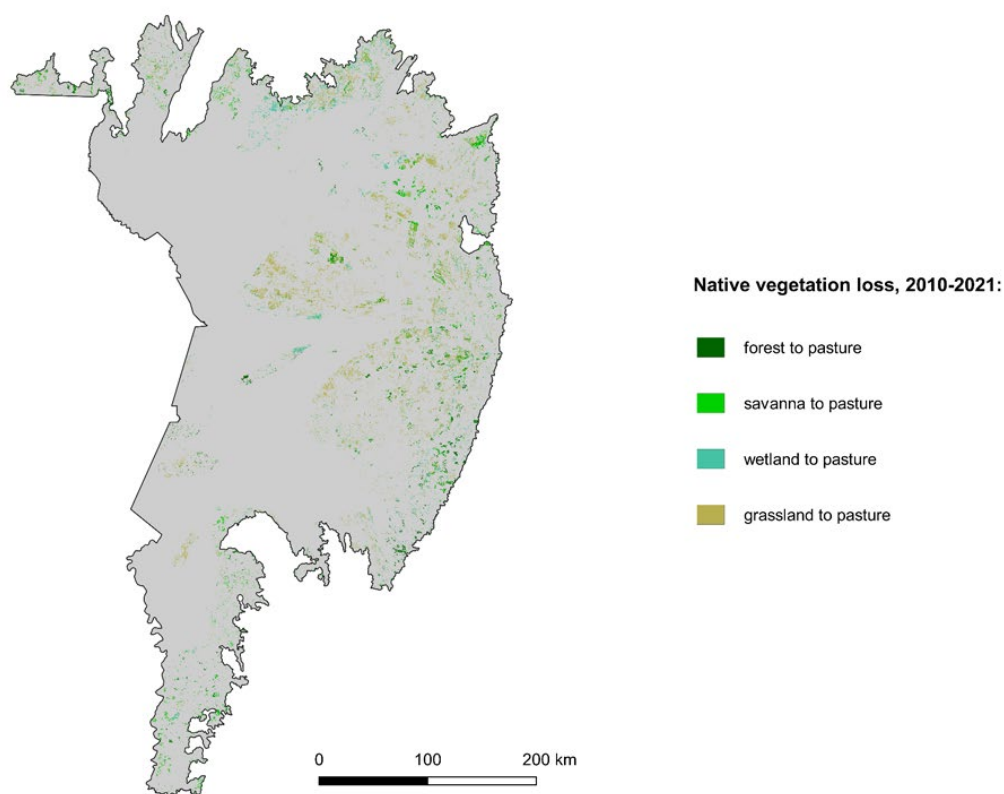 Native vegetation loss, 2010-2021:
forest to pasture
savanna to pasture
wetland to pasture
grassland to pasture
0 100 200 km